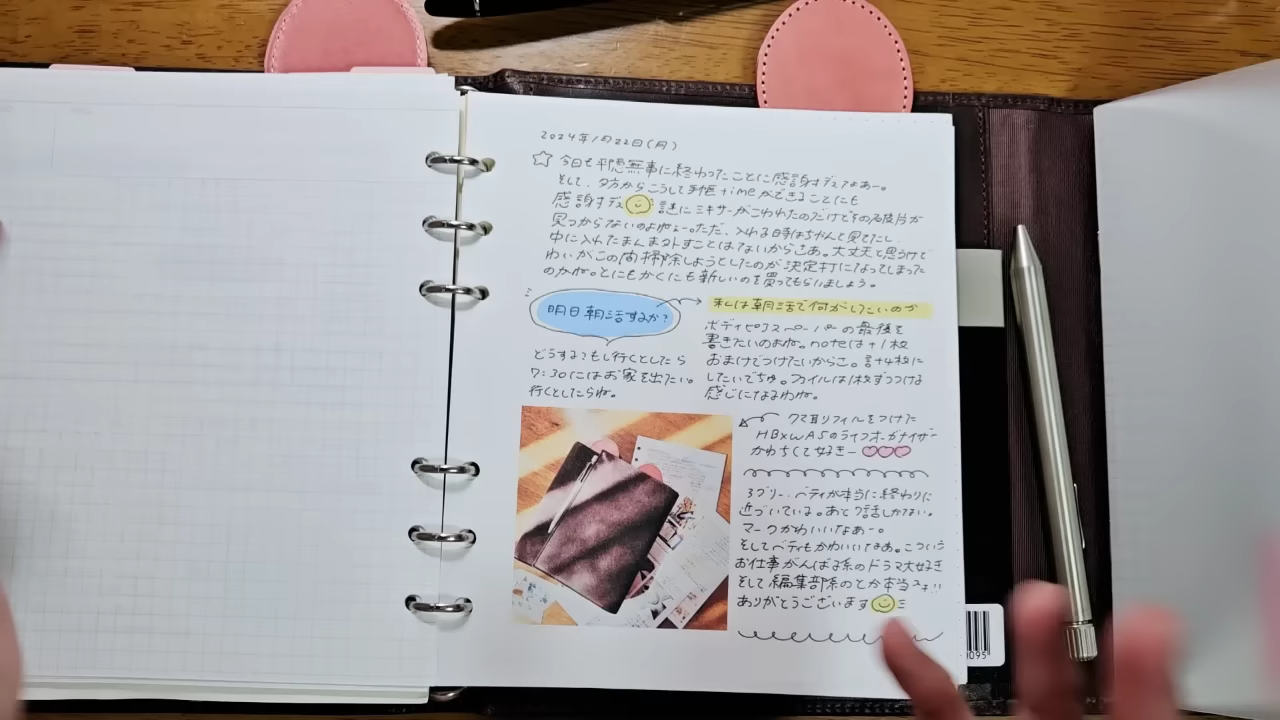 2024年1月22日(月)
☆ 今日も平穏無事に終わったことに感謝ですなあー。
そして、夕方からこうして手帳timeができることにも
感謝です 謎にミキサーがこわれたのだけどその破片が
見つからないのよねぇー。ただ、入れる時はちゃんと見てたし、
中に入れたまんま外すことはてないからさあ。大丈夫と思うけど
わいがこの間掃除しようとしたのが決定打になってしまった
のかね。とにもかくにも新しいのを買ってもらいましょう。
明日朝活するか?
どうする?もし行くとしたら
7:30にはお家を出たい。
行くとしたらね。
私は朝活で何がしたいのか
ボディピリスペーパーの最後を
書きたいのよね。noteは+1枚
おまけでつけたいからさ。計4枚に
したいでちゅ。ファイルは1枚ずつつける
感じになるわね。
クマ耳リフィルをつけた
HB×WA5のライフオーガナイザー
かわちくて好きー
ベティが本当に終わりに
近づいている。あと7話しかない。
マークかわいいなあー。
そしてベティもかわいいなあ。こういう
お仕事がんばる系のドラマ大好き
そして編集部系のとか本当
ありがとうございます